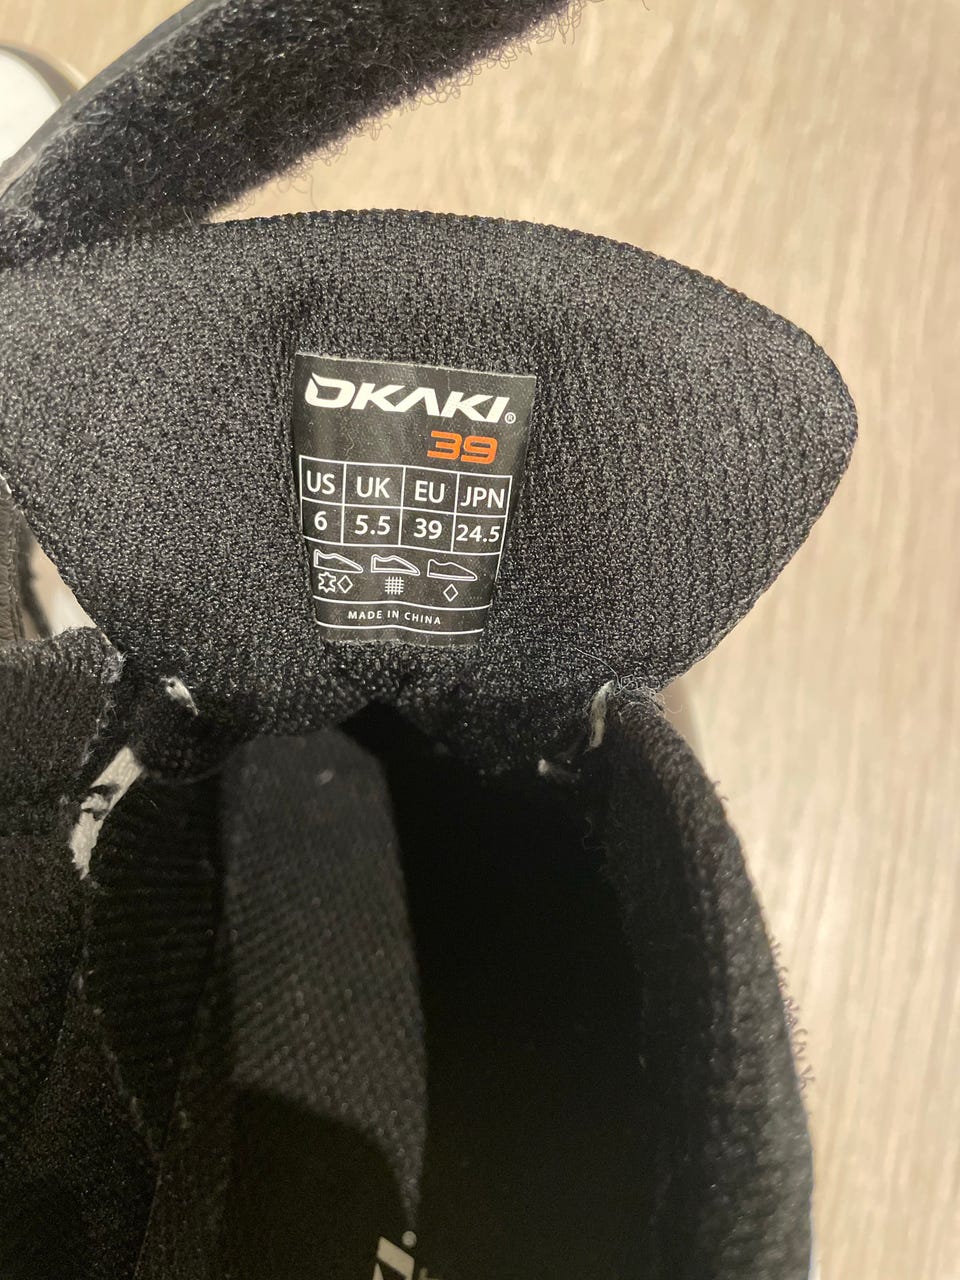 OKAKI®
39
US UK EU JPN
6 5.5 39 24.5
MADE IN CHINA